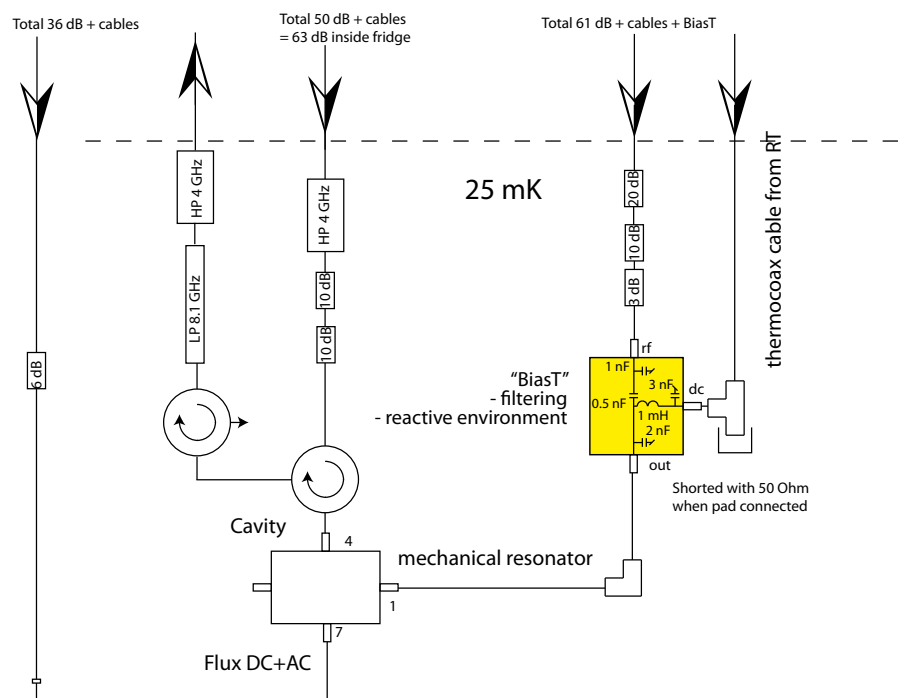 Total 36 dB + cables
Total 50 dB + cables
= 63 dB inside fridge
Total 61 dB + cables + BiasT
HP 4 GHz
HP 4 GHz
25 mK
20 dB
thermocoax cable from RT
10 dB
LP 8.1 GHz
10 dB
3 dB
10 dB
6 dB
rf
1 nF
"BiasT"
- filtering
- reactive environment
3 nF
dc
0.5 nF
1 mH
2 nF
out
Shorted with 50 Ohm
when pad connected
Cavity
4
mechanical resonator
1
7
Flux DC+AC